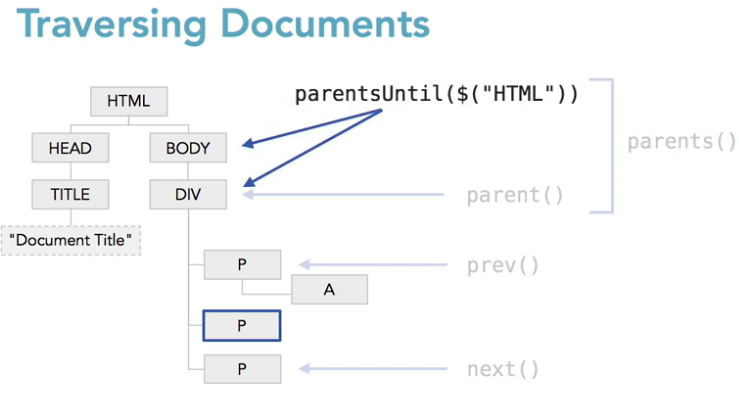 Traversing Documents
HTML
parentsUntil($("HTML"))
HEAD
BODY
parents()
TITLE
DIV
parent()
"Document Title"
P
prev()
A
P
P
next()